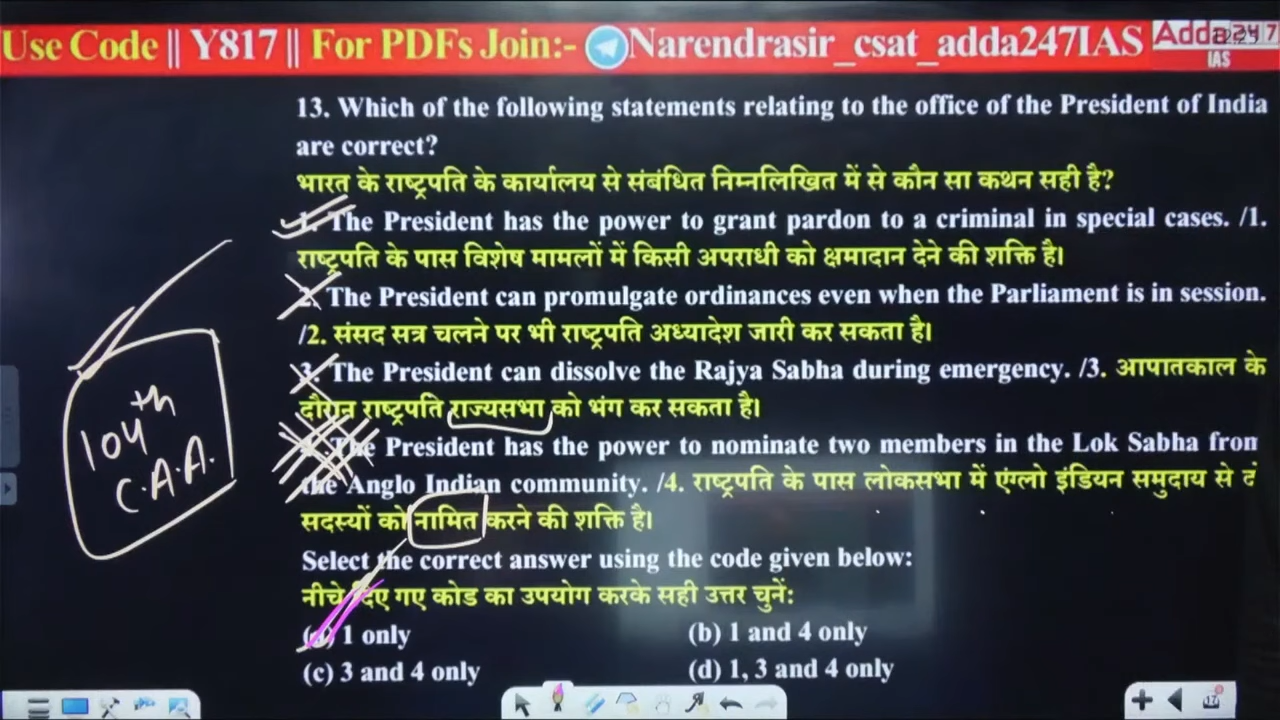 Use Code || Y817 || For PDFs Join:- Narendrasir_csat_adda247IAS Adda247
IAS
13. Which of the following statements relating to the office of the President of India
are correct?
भारत के राष्ट्रपति के कार्यालय से संबंधित निम्नलिखित में से कौन सा कथन सही है?
1. The President has the power to grant pardon to a criminal in special cases. /1.
राष्ट्रपति के पास विशेष मामलों में किसी अपराधी को क्षमादान देने की शक्ति है।
2. The President can promulgate ordinances even when the Parliament is in session.
/2. संसद सत्र चलने पर भी राष्ट्रपति अध्यादेश जारी कर सकता है।
3. The President can dissolve the Rajya Sabha during emergency. /3. आपातकाल के
दौरान राष्ट्रपति राज्यसभा को भंग कर सकता है।
The President has the power to nominate two members in the Lok Sabha from
the Anglo Indian community. /4. राष्ट्रपति के पास लोकसभा में एंग्लो इंडियन समुदाय से
सदस्यों को नामित करने की शक्ति है।
Select the correct answer using the code given below:
नीचे दिए गए कोड का उपयोग करके सही उत्तर चुनें:
(a) 1 only (b) 1 and 4 only
(c) 3 and 4 only (d) 1, 3 and 4 only
104th
C.A.A.
17